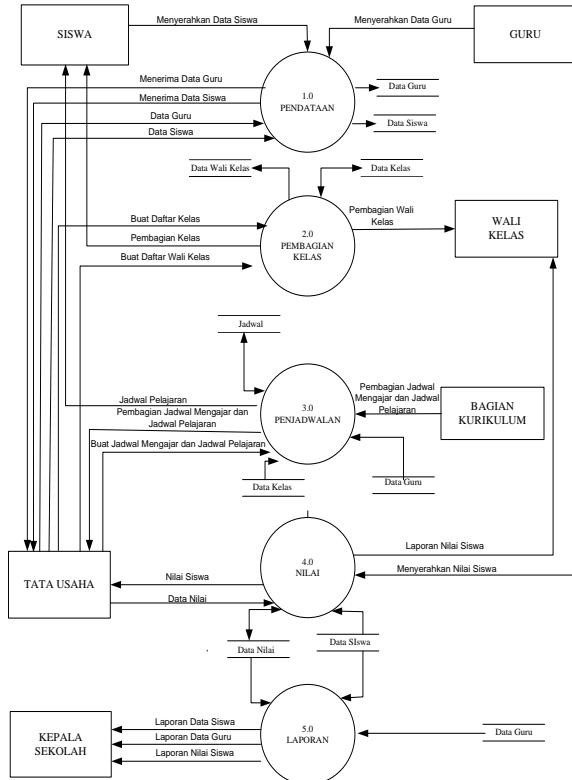 Menyerahkan Data Siswa
Menyerahkan Data Guru
SISWA
GURU
Menerima Data Guru
Menerima Data Siswa
Data Guru
Data Siswa
1.0
PENDATAAN
Data Guru
Data Siswa
Data Wali Kelas
Data Kelas
Buat Daftar Kelas
Pembagian Kelas
Buat Daftar Wali Kelas
2.0
PEMBAGIAN
KELAS
Pembagian Wali
Kelas
WALI
KELAS
Jadwal
Jadwal Pelajaran
Pembagian Jadwal Mengajar dan
Jadwal Pelajaran
Buat Jadwal Mengajar dan Jadwal Pelajaran
3.0
PENJADWALAN
Pembagian Jadwal
Mengajar dan Jadwal
Pelajaran
BAGIAN
KURIKULUM
Data Kelas
Data Guru
TATA USAHA
Nilai Siswa
Data Nilai
4.0
NILAI
Laporan Nilai Siswa
Menyerahkan Nilai Siswa
Data Nilai
Data SIswa
KEPALA
SEKOLAH
Laporan Data Siswa
Laporan Data Guru
Laporan Nilai Siswa
5.0
LAPORAN
Data Guru